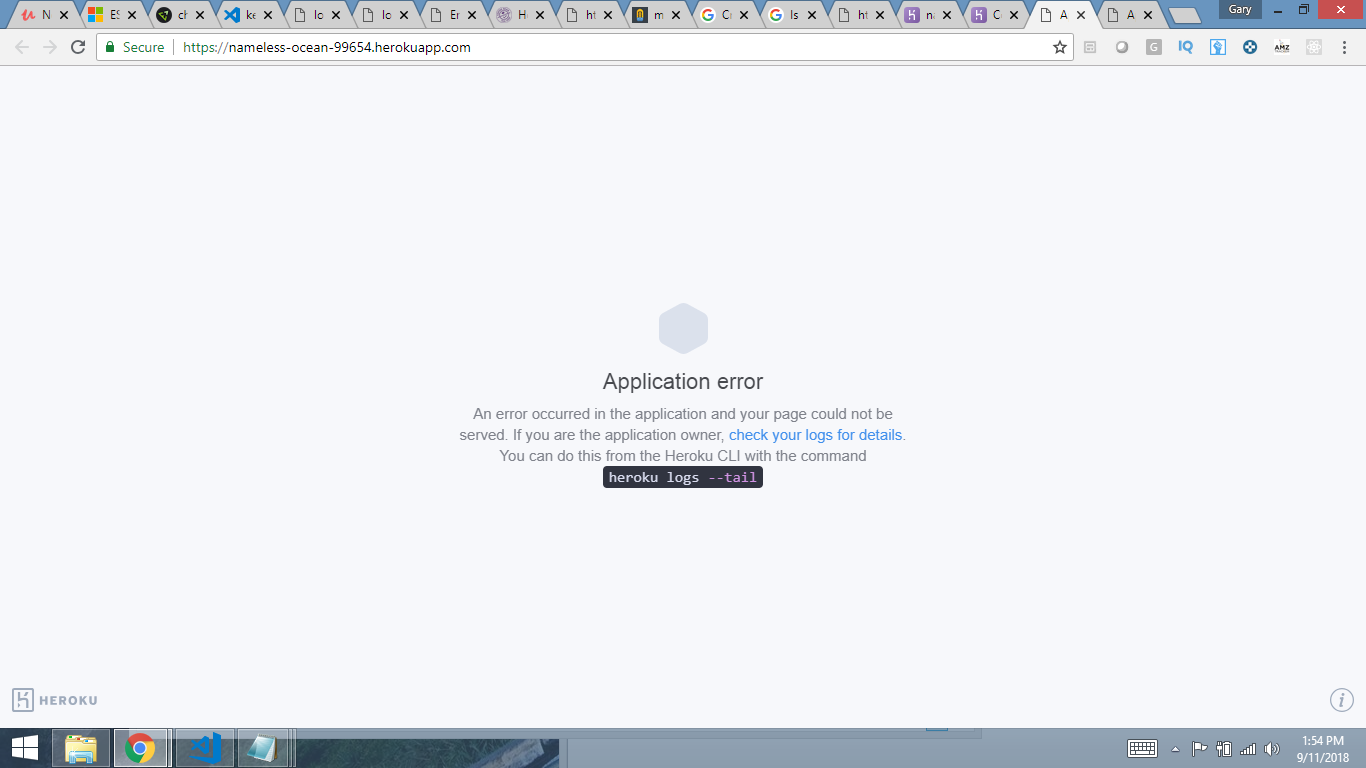 N
ES
ch
ke
lo
lo
Er
He
ht
m
G
Is
ht
na
A
A
Gary
Secure
https://nameless-ocean-99654.herokuapp.com
G
IQ
AMZ
Application error
An error occurred in the application and your page could not be
served. If you are the application owner, check your logs for details.
You can do this from the Heroku CLI with the command
heroku logs --tail
HEROKU
i
1:54 PM
9/11/2018